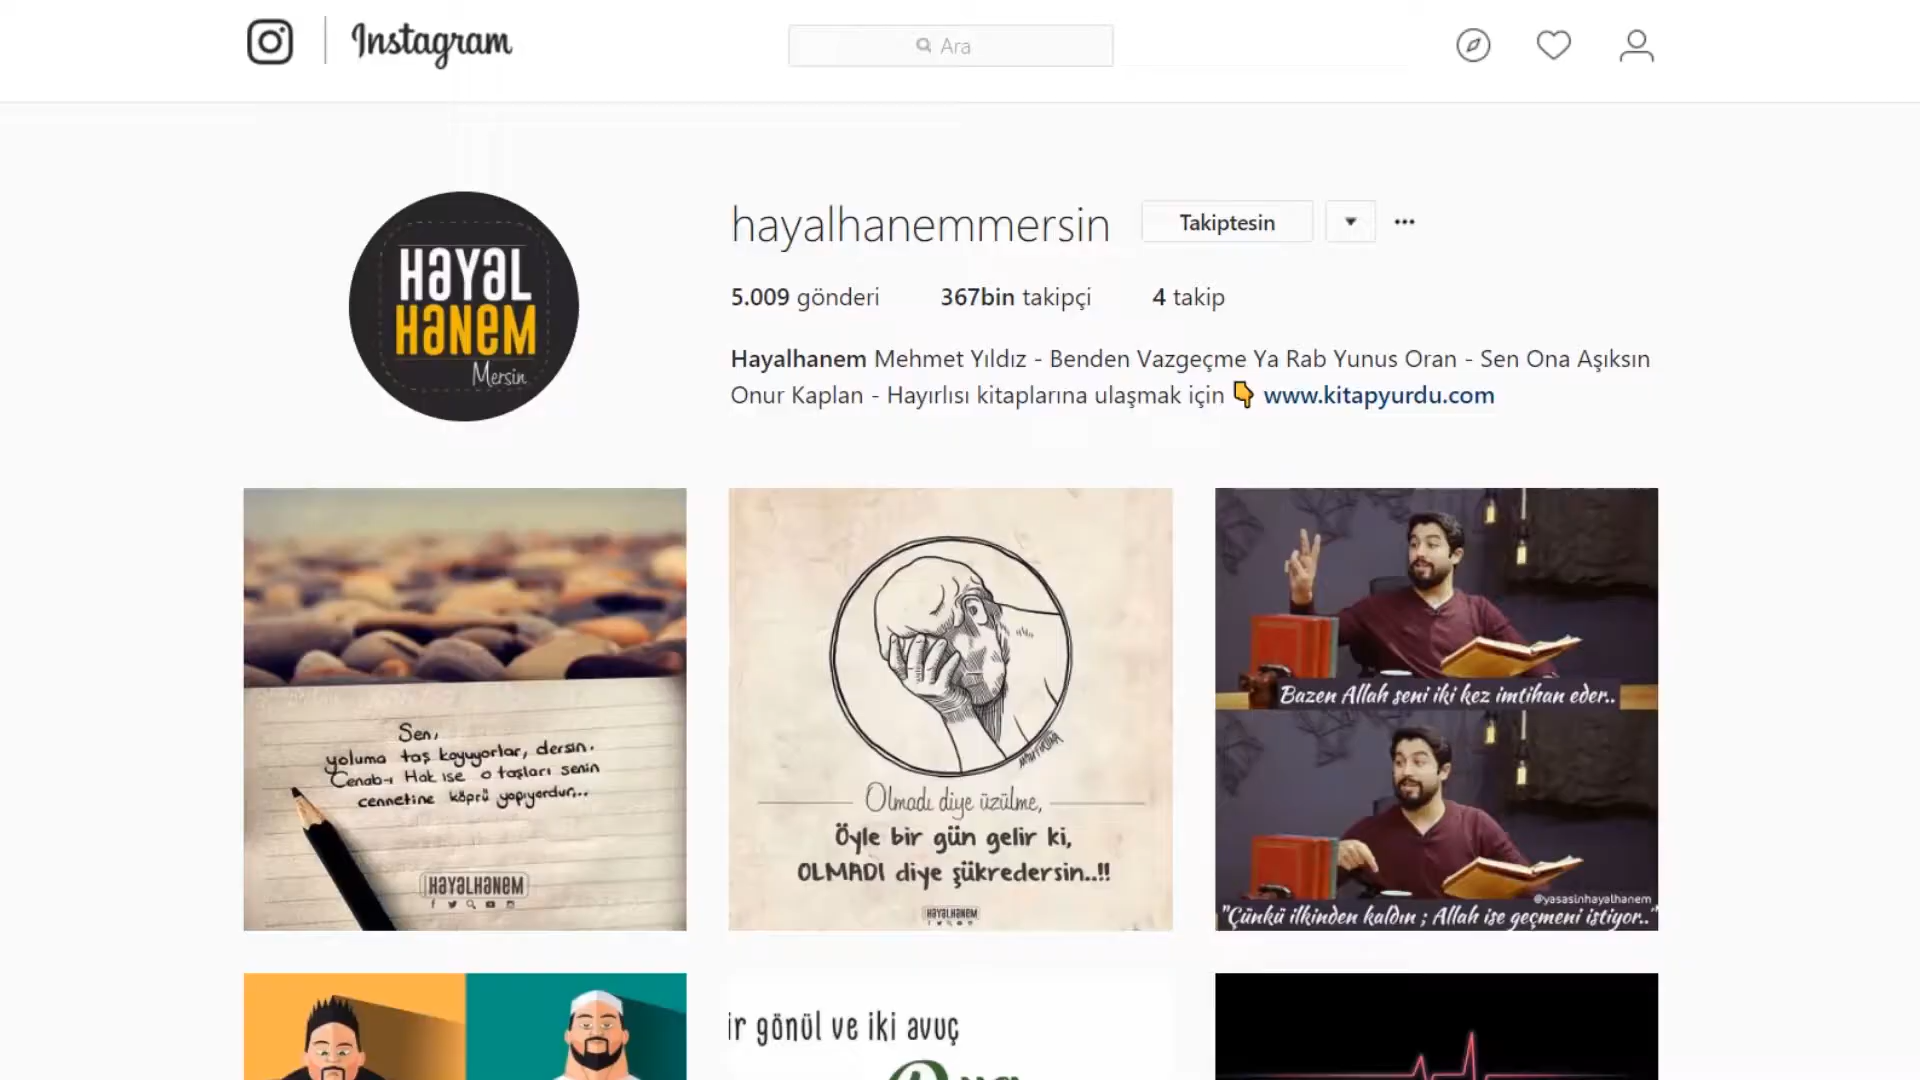 Instagram
Ara
HAYAL
HANEM
Mersin
hayalhanemmersin
Takiptesin
5.009 gönderi 367bin takipçi 4 takip
Hayalhanem Mehmet Yıldız - Benden Vazgeçme Ya Rab Yunus Oran - Sen Ona Aşıksın
Onur Kaplan - Hayırlısı kitaplarına ulaşmak için 👇 www.kitapyurdu.com
Sen,
yoluma taş koyuyorlar, dersin.
Cenab-ı Hak ise o taşları senin
cennetine köprü yapıyordur...
HAYALHANEM
Olmadı diye üzülme,
Öyle bir gün gelir ki,
OLMADI diye şükredersin..!!
HAYALHANEM
Bazen Allah seni iki kez imtihan eder..
@yasasinhayalhanem
"Çünkü ilkinden kaldın ; Allah ise geçmeni istiyor.."
ir gönül ve iki avuç